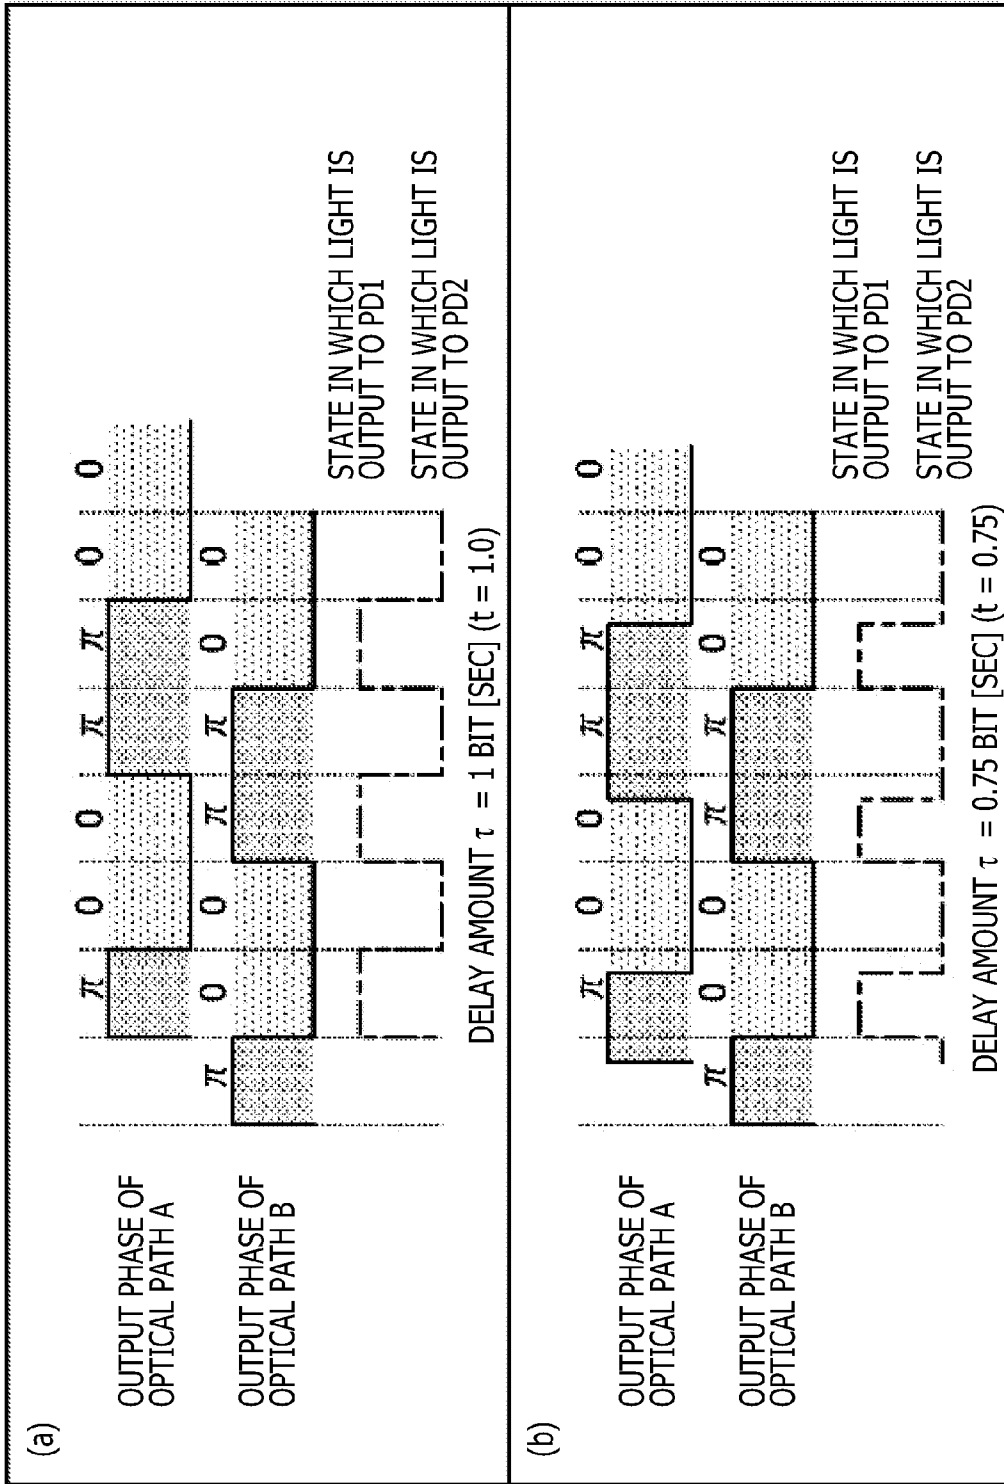 (a)
OUTPUT PHASE OF
OPTICAL PATH A
π 0 0 π π 0 0
OUTPUT PHASE OF
OPTICAL PATH B
π 0 0 π π 0 0
STATE IN WHICH LIGHT IS
OUTPUT TO PD1
STATE IN WHICH LIGHT IS
OUTPUT TO PD2
DELAY AMOUNT τ = 1 BIT [SEC] (t = 1.0)
(b)
OUTPUT PHASE OF
OPTICAL PATH A
π 0 0 π π 0 0
OUTPUT PHASE OF
OPTICAL PATH B
π 0 0 π π 0 0
STATE IN WHICH LIGHT IS
OUTPUT TO PD1
STATE IN WHICH LIGHT IS
OUTPUT TO PD2
DELAY AMOUNT τ = 0.75 BIT [SEC] (t = 0.75)